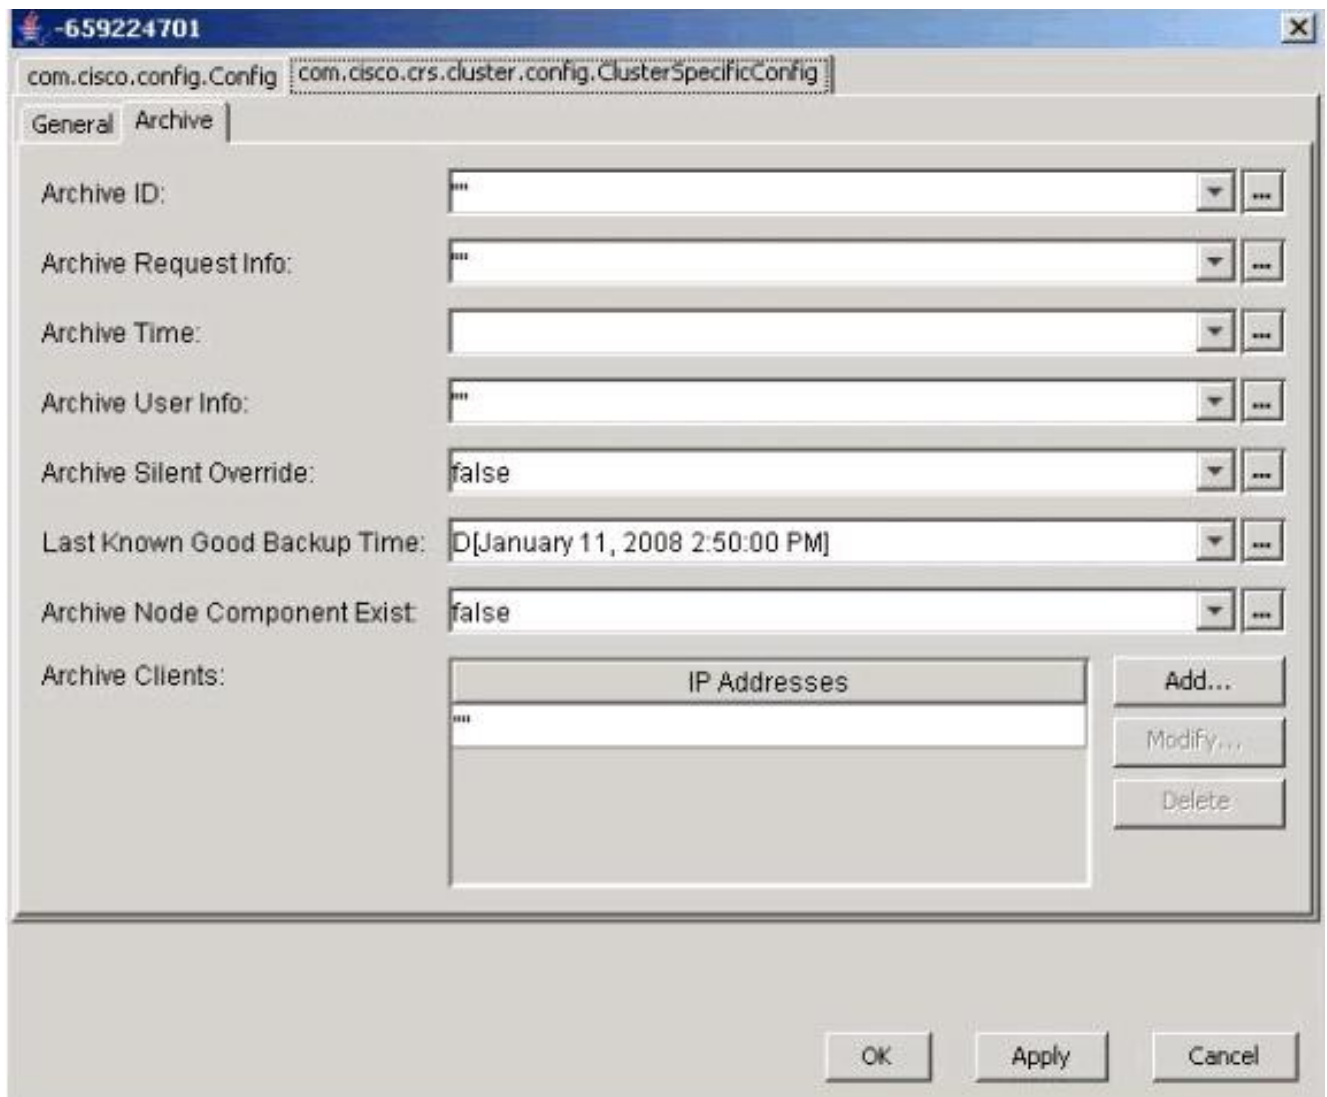 -659224701
com.cisco.config.Config com.cisco.crs.cluster.config.ClusterSpecificConfig
General Archive
Archive ID: ""
Archive Request Info: ""
Archive Time:
Archive User Info: ""
Archive Silent Override: false
Last Known Good Backup Time: D[January 11, 2008 2:50:00 PM]
Archive Node Component Exist: false
Archive Clients: IP Addresses Add...
""
Modify...
Delete
OK Apply Cancel